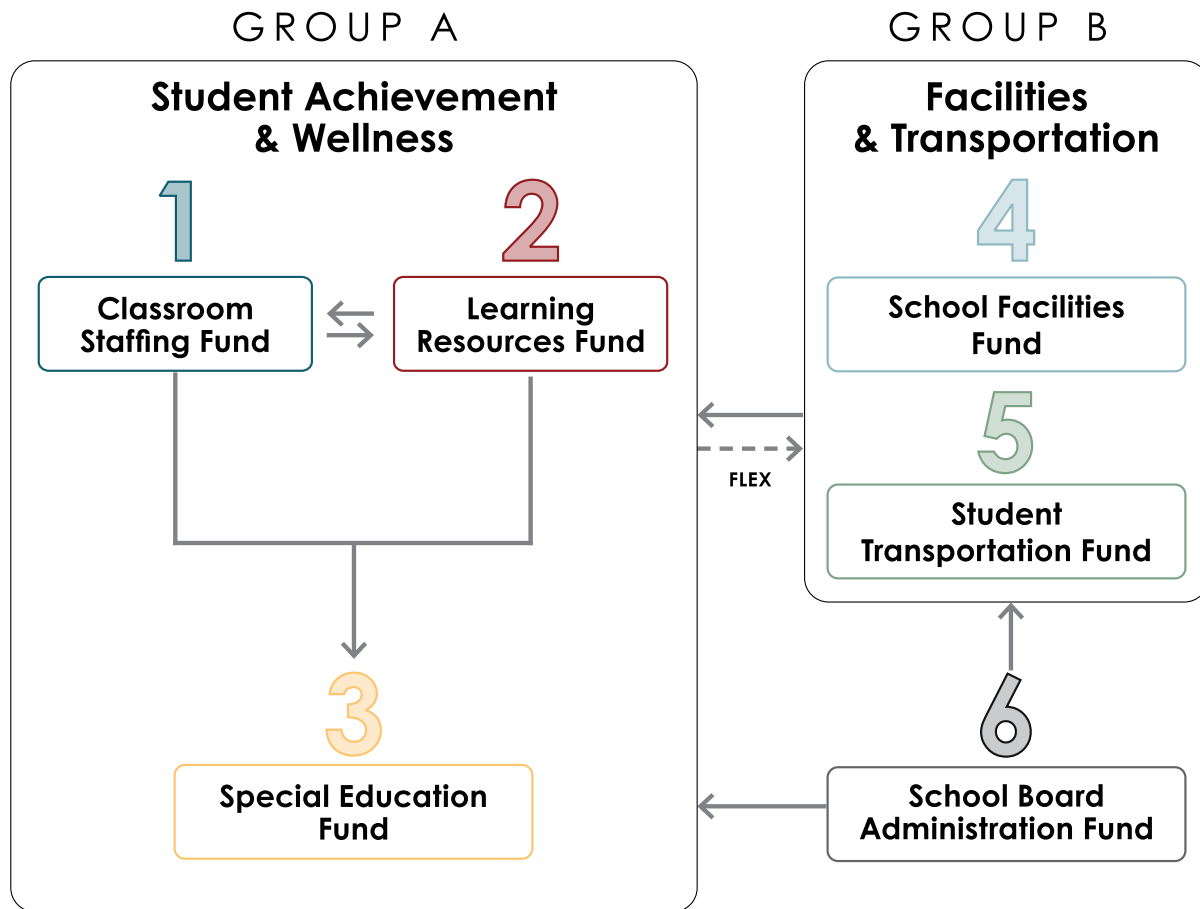 GROUP A
Student Achievement
& Wellness
1
Classroom
Staffing Fund
2
Learning
Resources Fund
3
Special Education
Fund
FLEX
GROUP B
Facilities
& Transportation
4
School Facilities
Fund
5
Student
Transportation Fund
6
School Board
Administration Fund